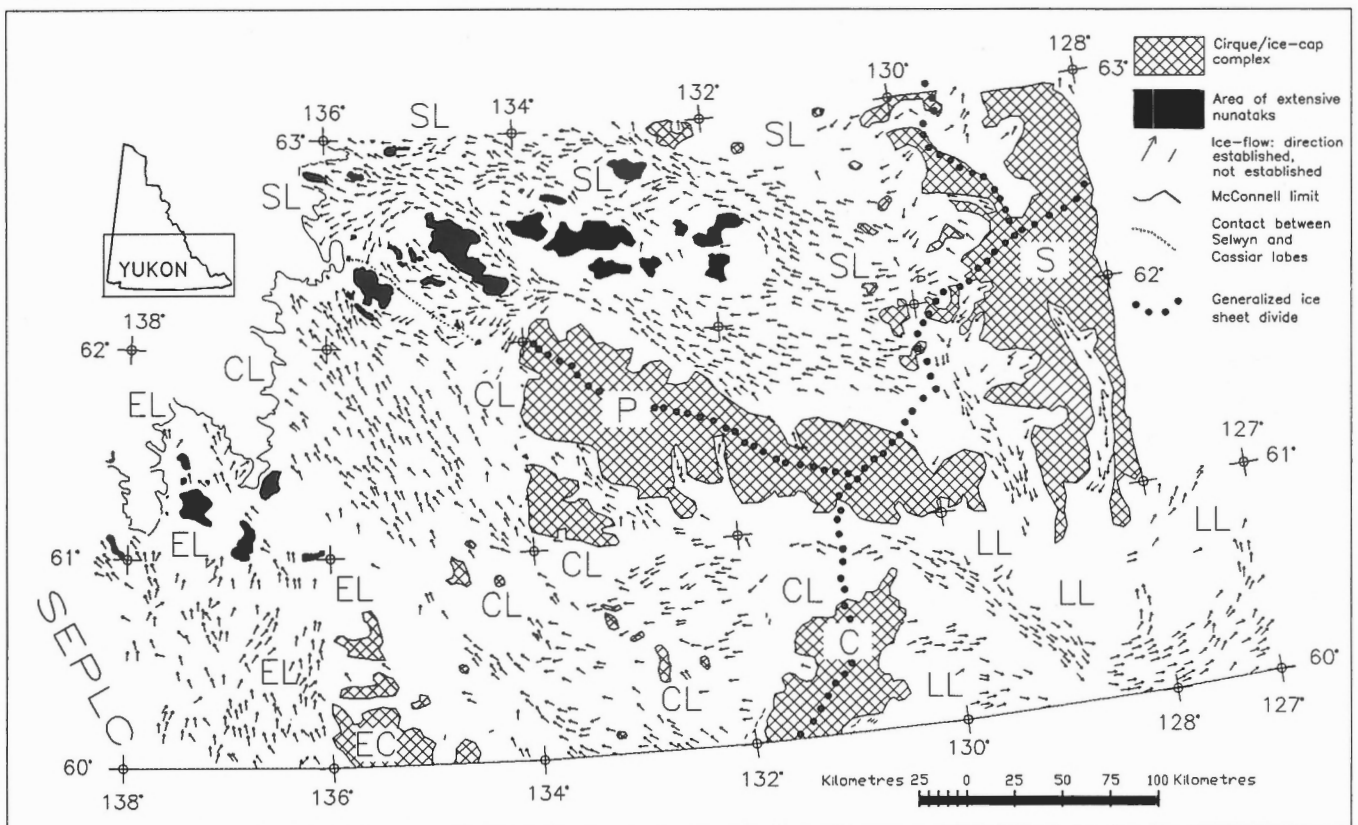 128°
63°
130°
132°
134°
136°
63°
SL
SL
SL
SL
SL
Cirque/ice-cap
complex
Area of extensive
nunataks
Ice-flow: direction
established,
not established
McConnell limit
Contact between
Selwyn and
Cassiar lobes
Generalized ice
sheet divide
YUKON
S
62°
138°
62°
CL
EL
CL
P
127°
61°
61°
EL
EL
CL
CL
CL
LL
LL
LL
SEPLC
EL
C
CL
LL
EC
60°
127°
128°
130°
132°
134°
136°
138°
60°
Kilometres 25 0 25 50 75 100 Kilometres